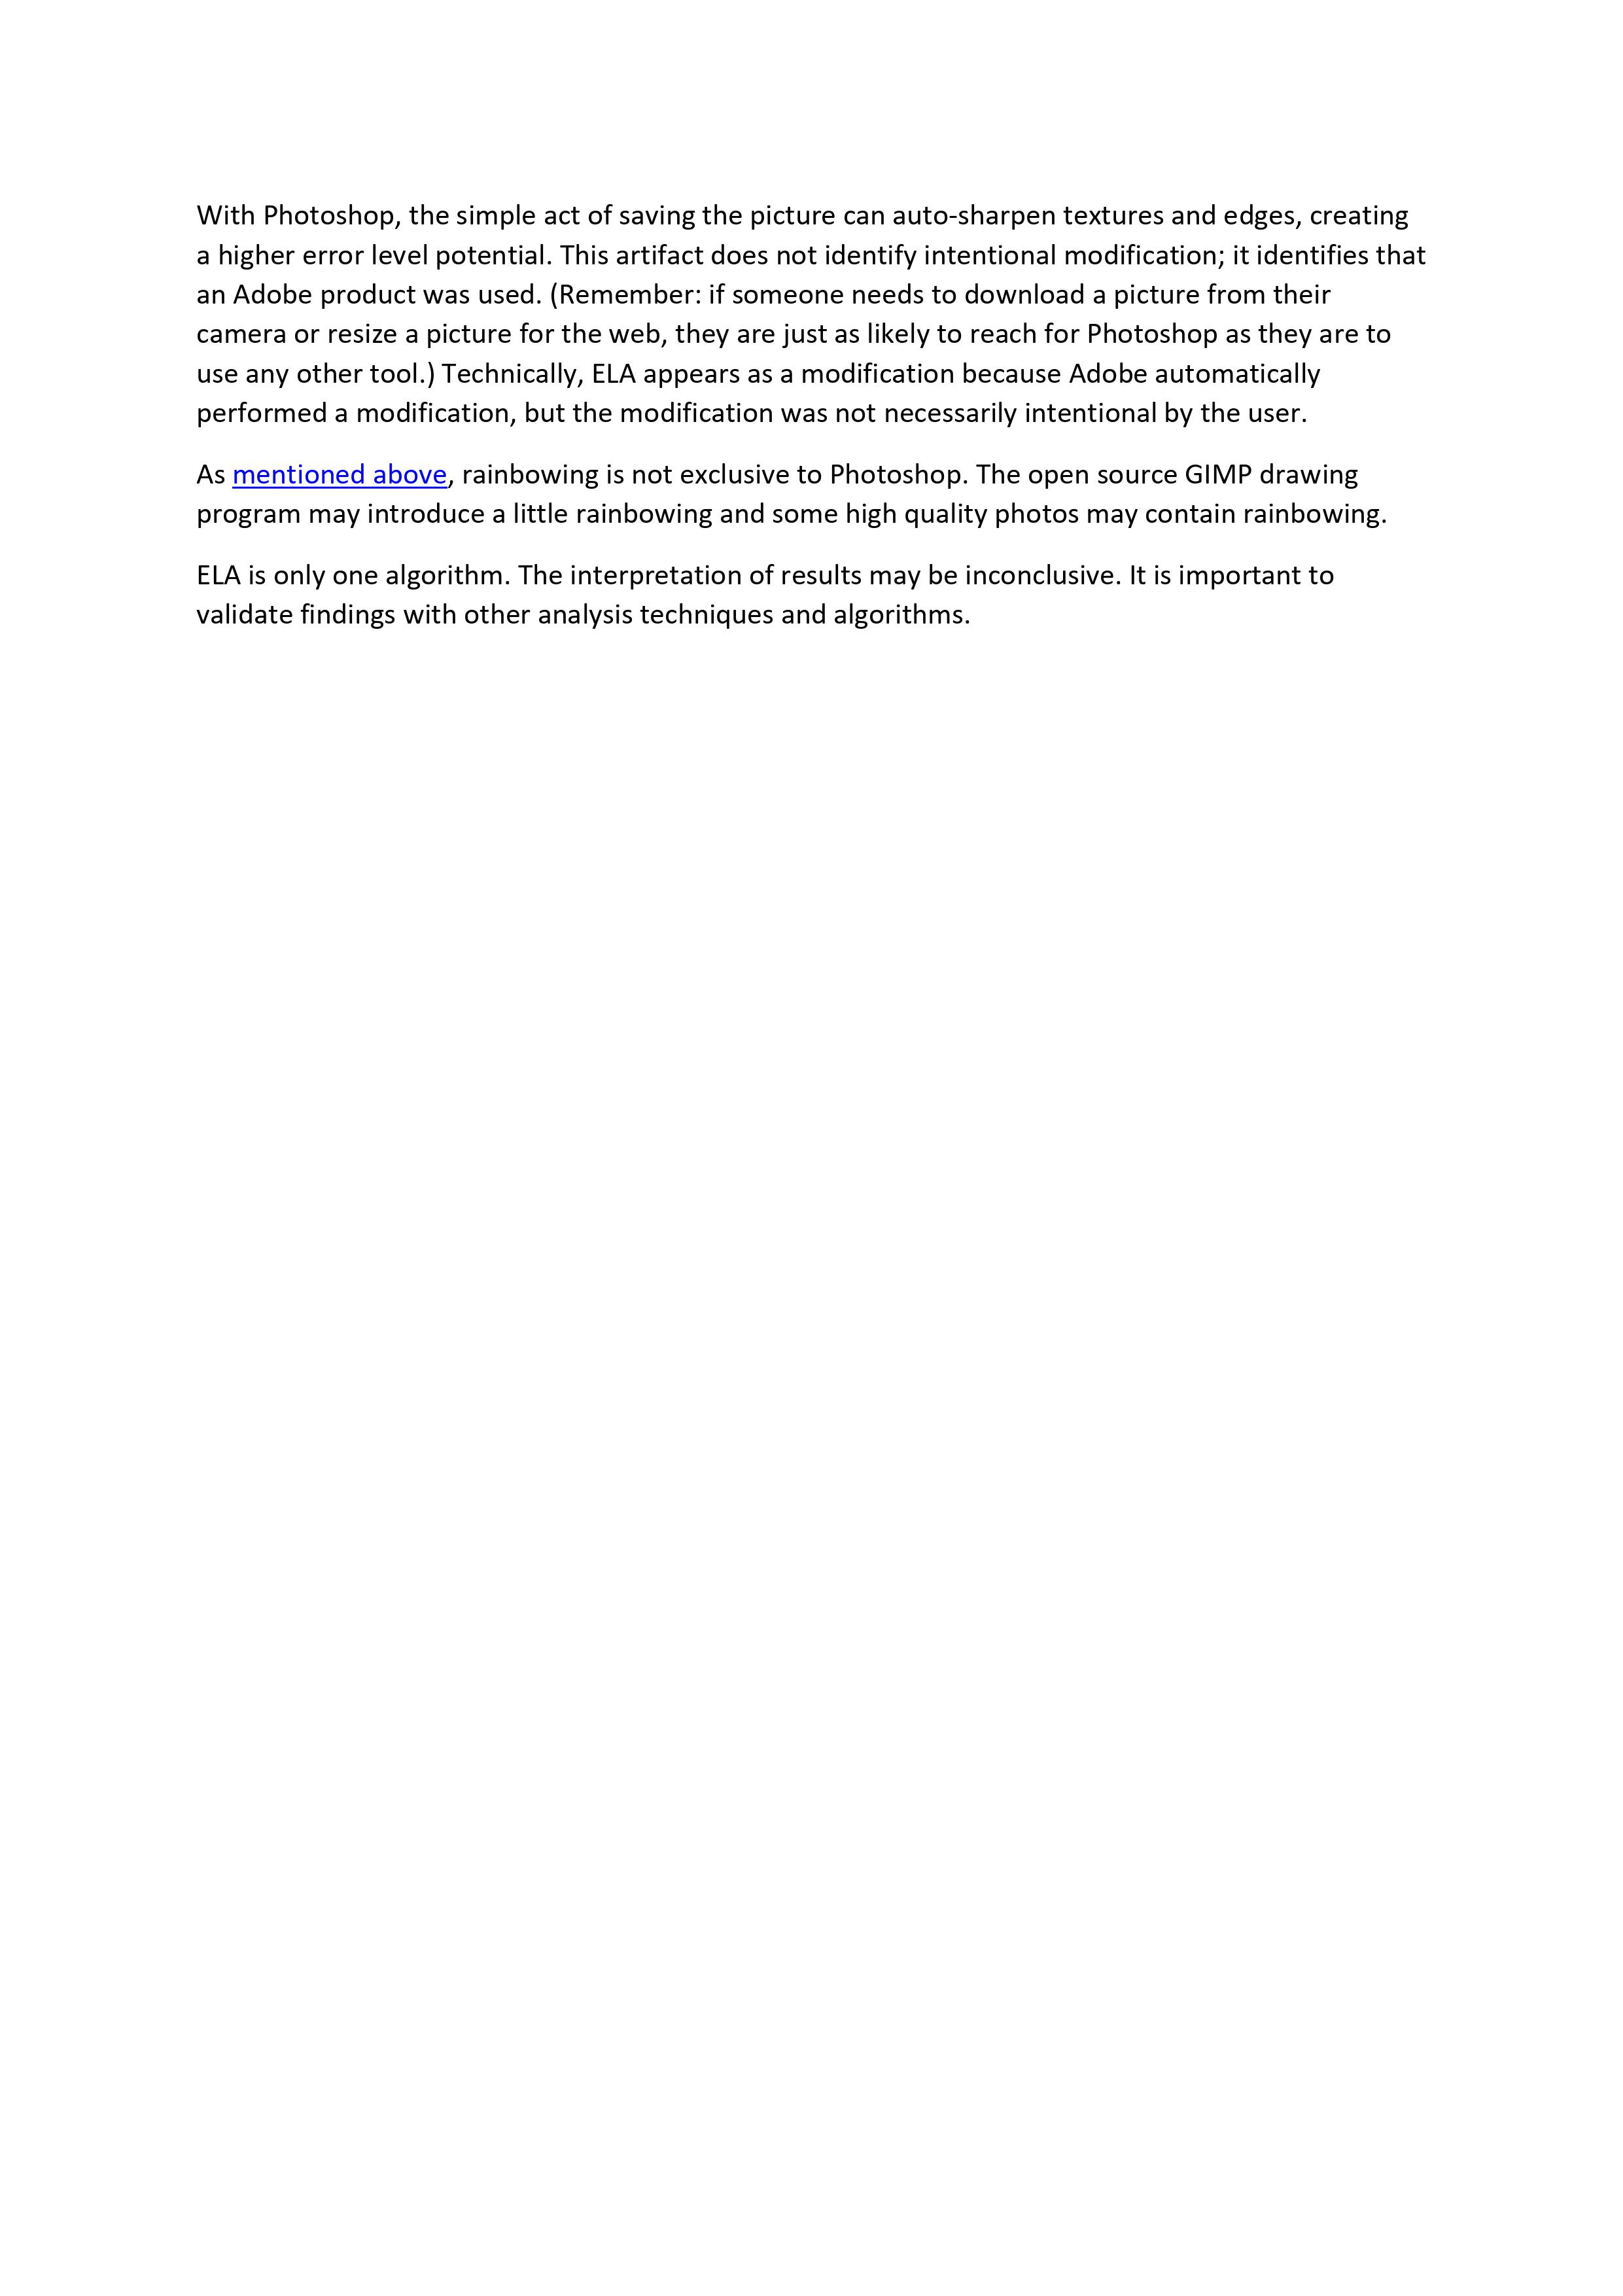 With Photoshop, the simple act of saving the picture can auto-sharpen textures and edges, creating
a higher error level potential. This artifact does not identify intentional modification; it identifies that
an Adobe product was used. (Remember: if someone needs to download a picture from their
camera or resize a picture for the web, they are just as likely to reach for Photoshop as they are to
use any other tool.) Technically, ELA appears as a modification because Adobe automatically
performed a modification, but the modification was not necessarily intentional by the user.
As mentioned above, rainbowing is not exclusive to Photoshop. The open source GIMP drawing
program may introduce a little rainbowing and some high quality photos may contain rainbowing.
ELA is only one algorithm. The interpretation of results may be inconclusive. It is important to
validate findings with other analysis techniques and algorithms.